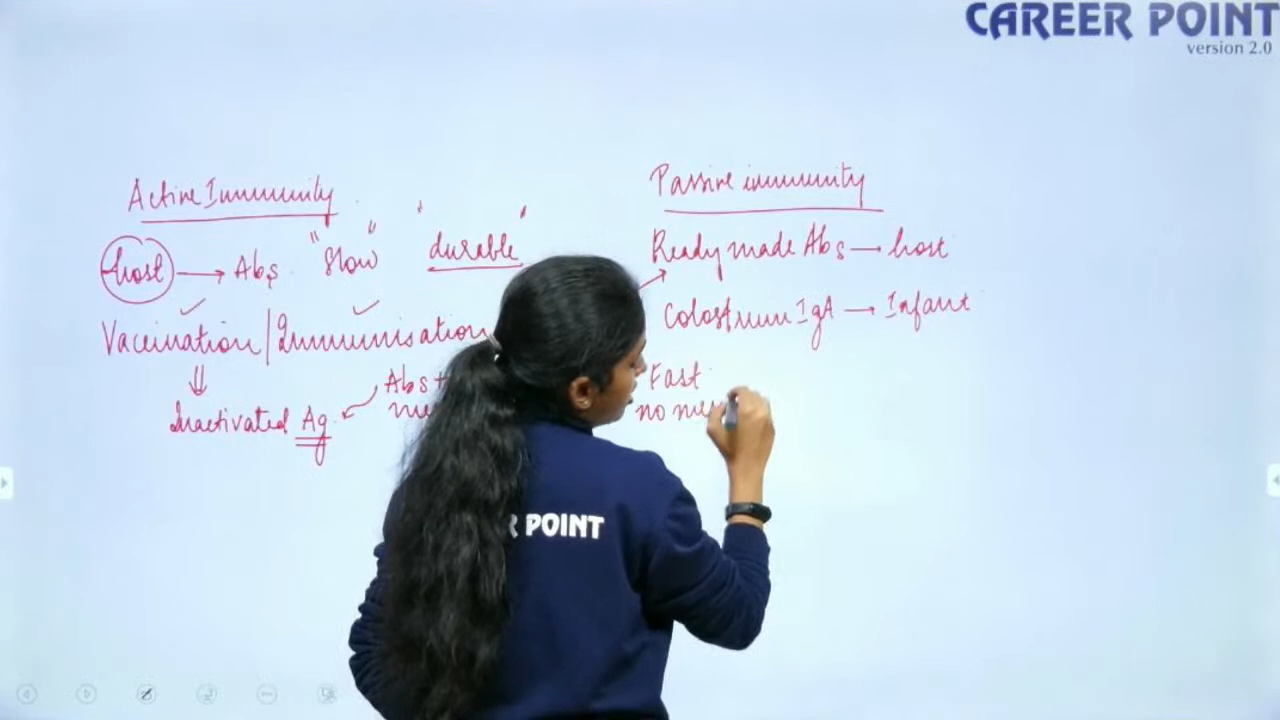 CAREER POINT
version 2.0
Active Immunity
host → Abs "slow" "durable"
Vaccination / Immunisation
Abs +
Inactivated Ag
Passive immunity
Ready made Abs → host
Colostrum IgA → Infant
Fast
no
POINT